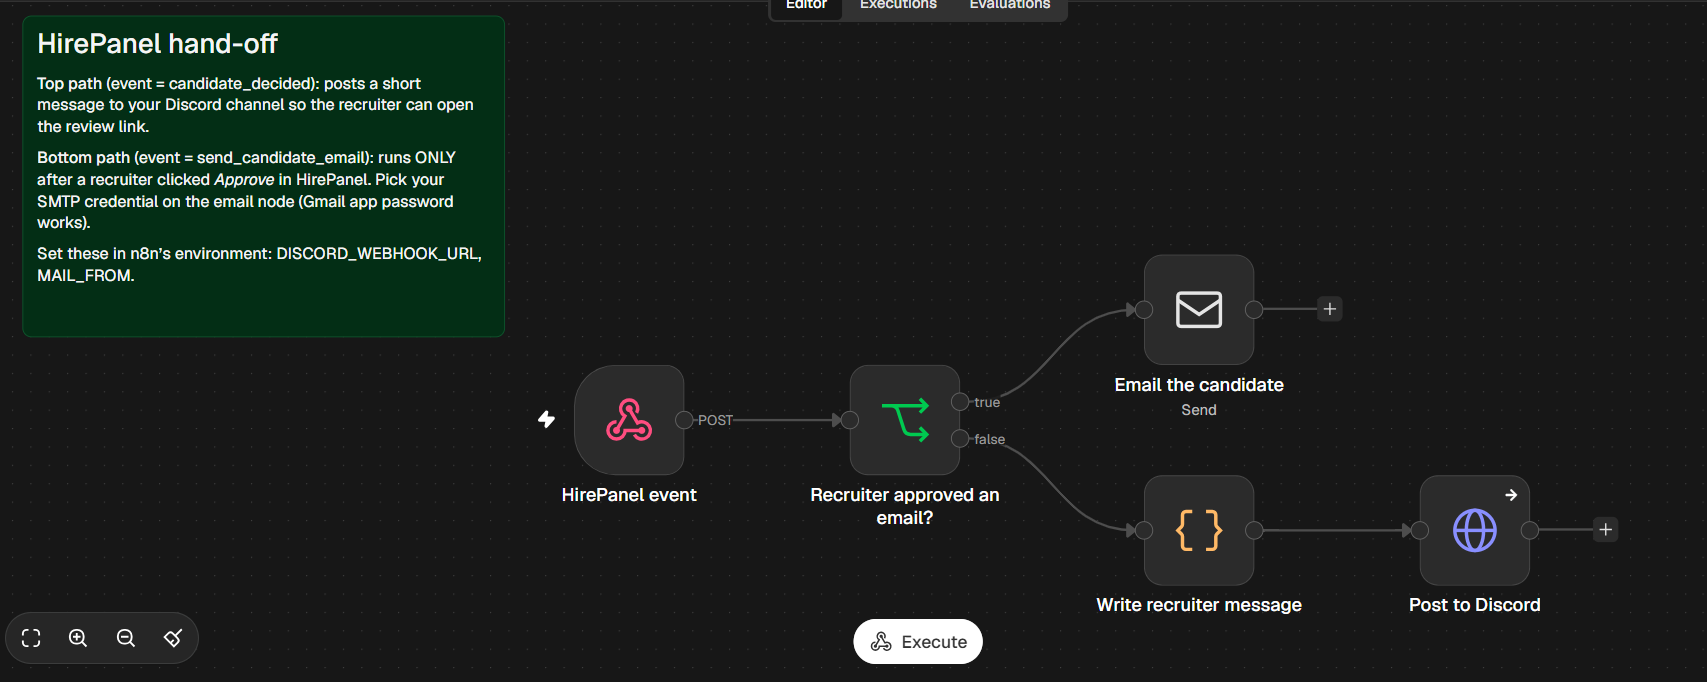 Editor Executions Evaluations
HirePanel hand-off
Top path (event = candidate_decided): posts a short
message to your Discord channel so the recruiter can open
the review link.
Bottom path (event = send_candidate_email): runs ONLY
after a recruiter clicked Approve in HirePanel. Pick your
SMTP credential on the email node (Gmail app password
works).
Set these in n8n's environment: DISCORD_WEBHOOK_URL,
MAIL_FROM.
POST
HirePanel event
true
false
Recruiter approved an
email?
Email the candidate
Send
Write recruiter message
Post to Discord
Execute